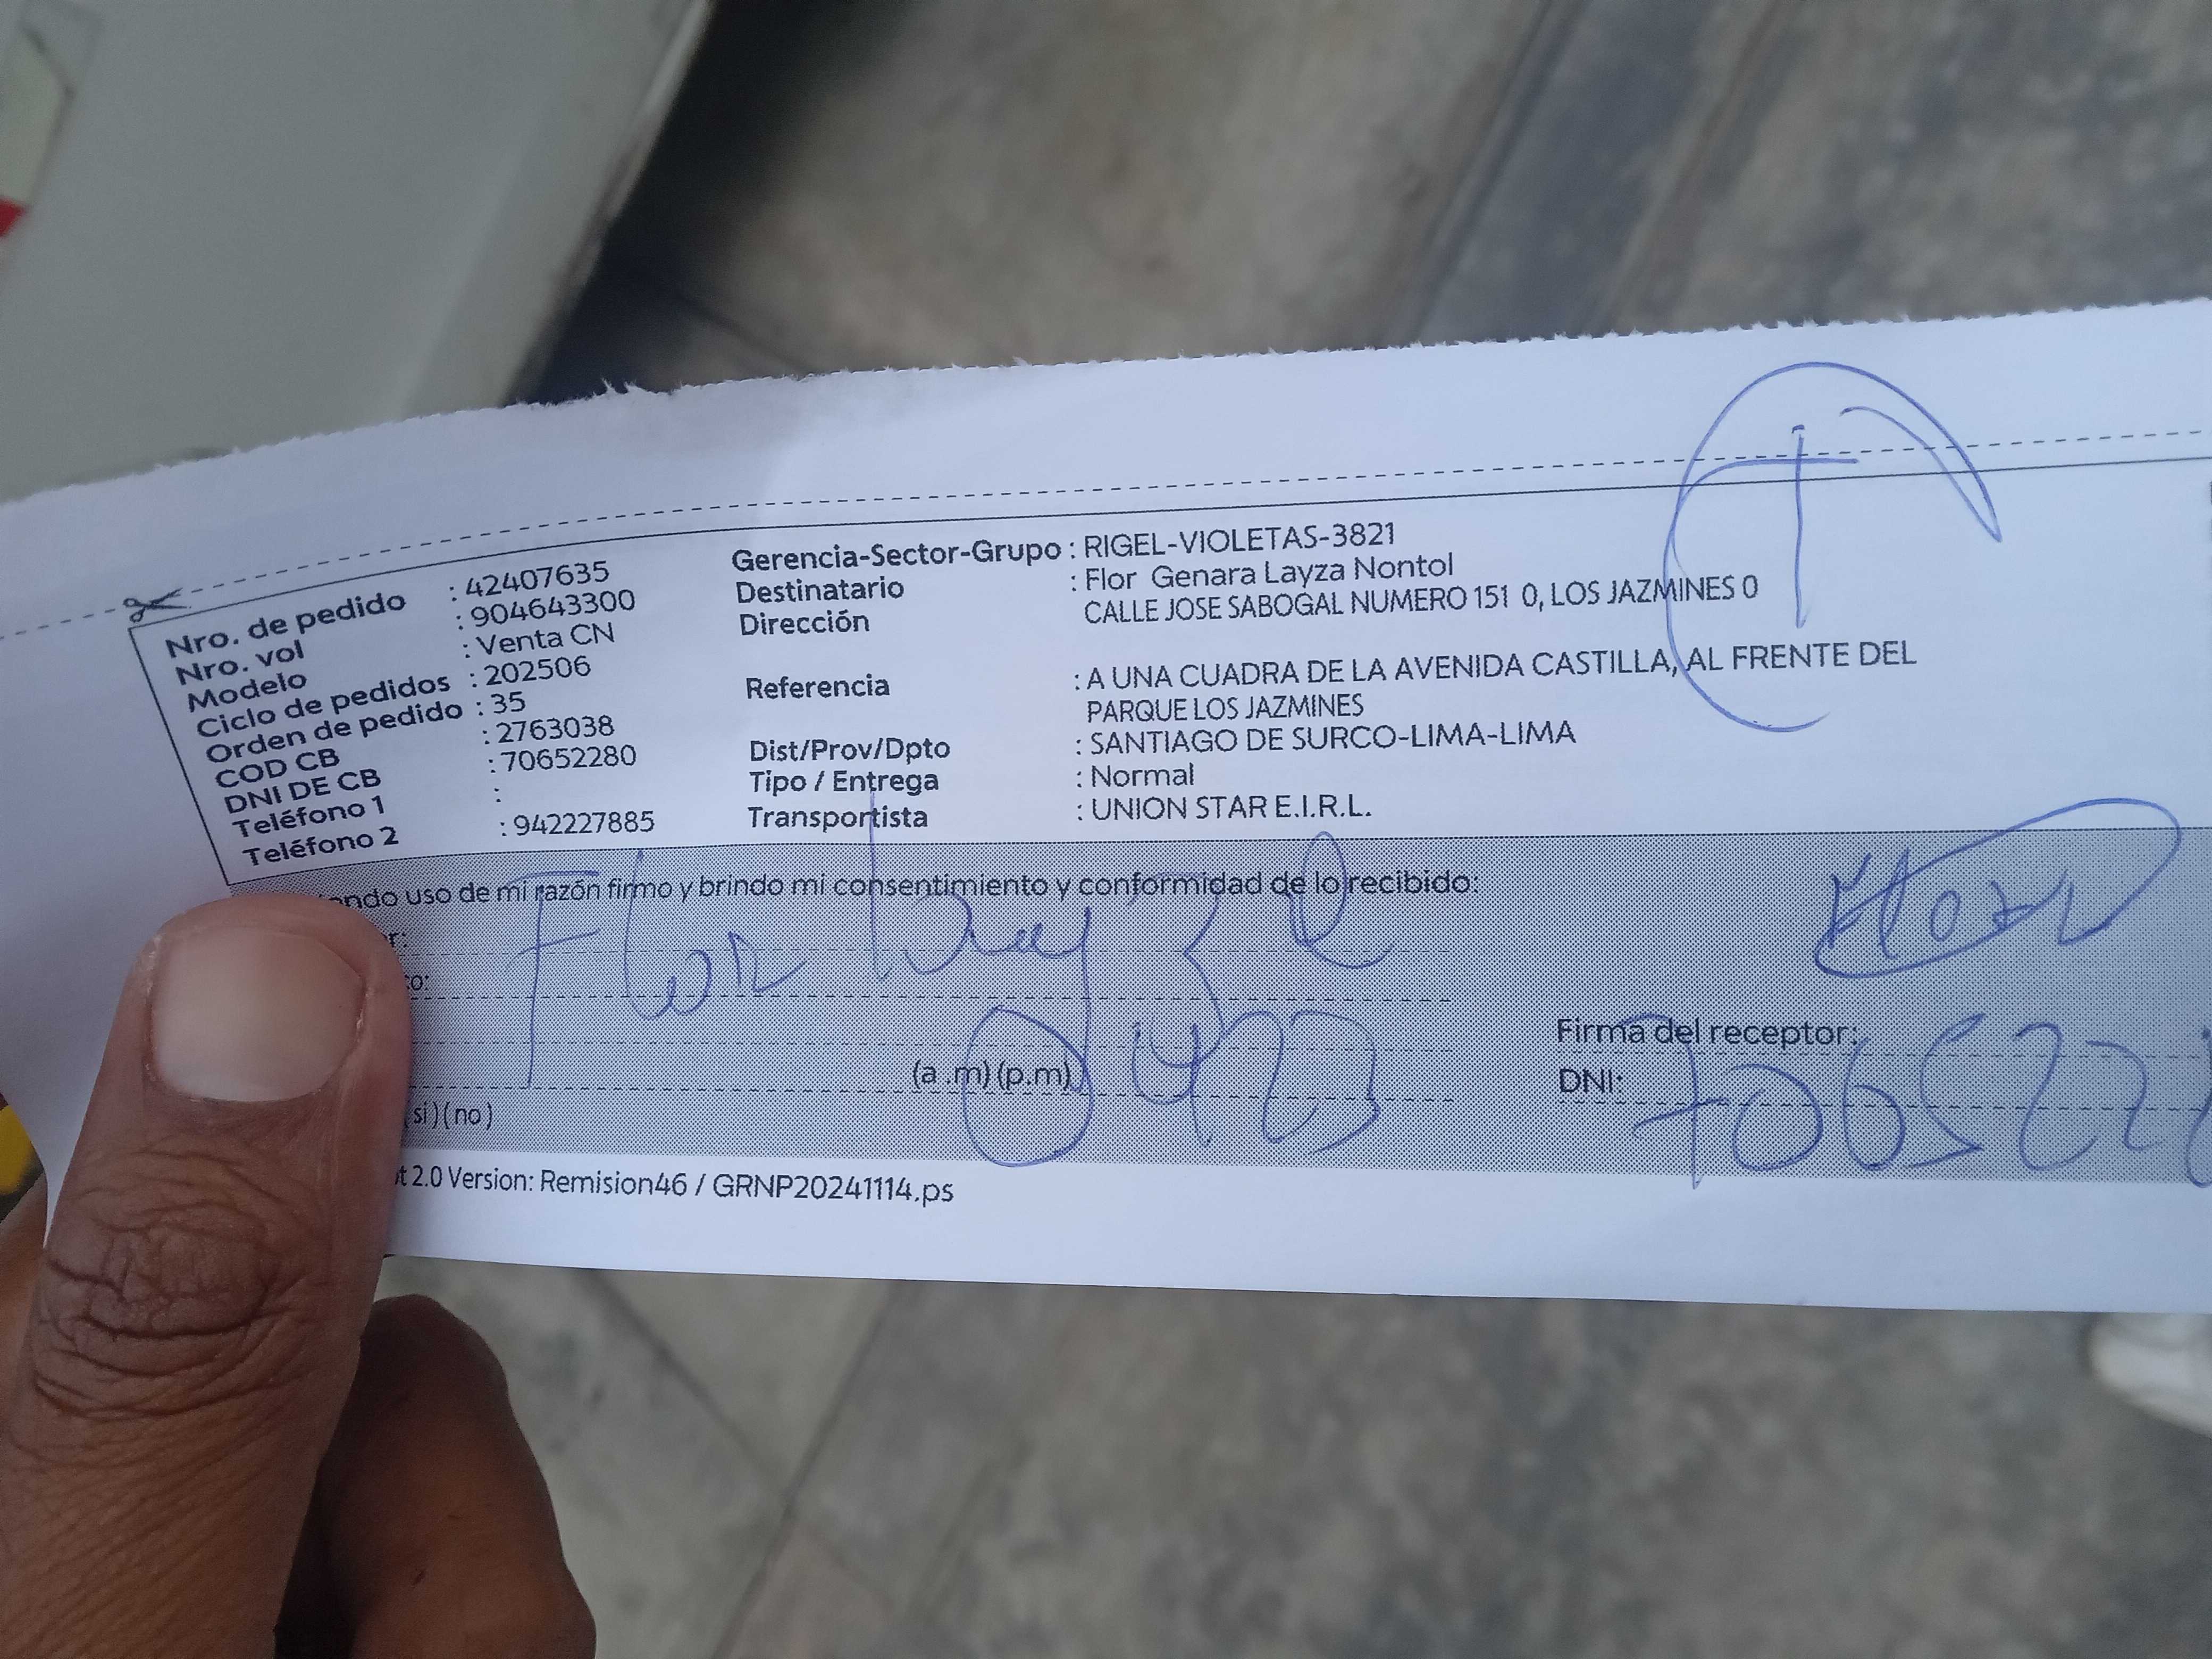 Nro. de pedido : 42407635
Nro. vol : 904643300
Modelo : Venta CN
Ciclo de pedidos : 202506
Orden de pedido : 35
COD CB : 2763038
DNI DE CB : 70652280
Teléfono 1 :
Teléfono 2 : 942227885
Gerencia-Sector-Grupo : RIGEL-VIOLETAS-3821
Destinatario : Flor Genara Layza Nontol
Dirección CALLE JOSE SABOGAL NUMERO 151 0, LOS JAZMINES 0
Referencia : A UNA CUADRA DE LA AVENIDA CASTILLA, AL FRENTE DEL
PARQUE LOS JAZMINES
Dist/Prov/Dpto : SANTIAGO DE SURCO-LIMA-LIMA
Tipo / Entrega : Normal
Transportista : UNION STAR E.I.R.L.
uso de mi razón firmo y brindo mi consentimiento y conformidad de lo recibido:
Flor
(a .m) (p.m)
(si) (no)
Firma del receptor:
DNI: 706522
2.0 Version: Remision46 / GRNP20241114.ps